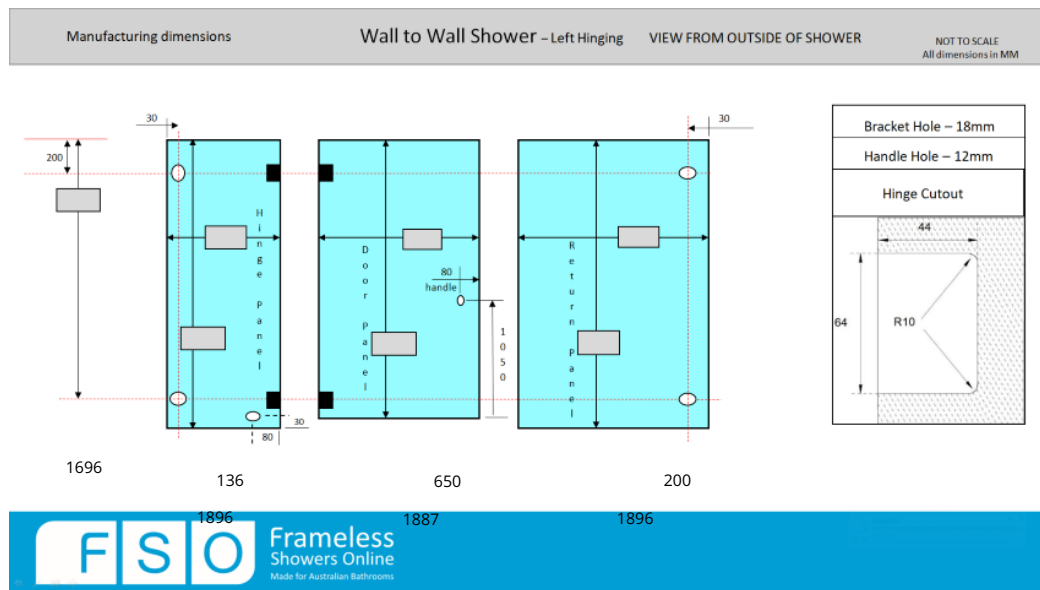 Manufacturing dimensions
Wall to Wall Shower – Left Hinging VIEW FROM OUTSIDE OF SHOWER
NOT TO SCALE
All dimensions in MM
30
30
200
Hinge Panel
Door Panel
Return Panel
80
handle
1050
30
80
Bracket Hole – 18mm
Handle Hole – 12mm
Hinge Cutout
44
64
R10
1696
136
650
200
1896
1887
1896
FSO
Frameless
Showers Online
Made for Australian Bathrooms